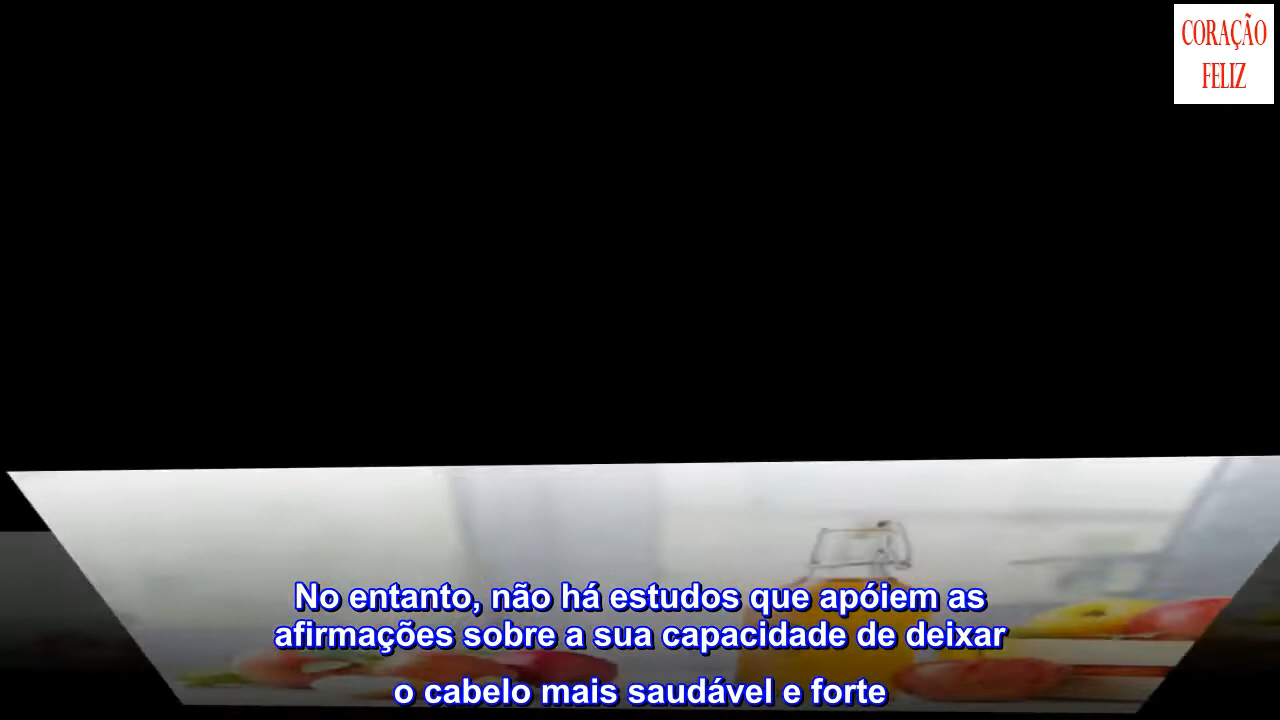 CORAÇÃO
FELIZ
No entanto, não há estudos que apóiem as
afirmações sobre a sua capacidade de deixar
o cabelo mais saudável e forte